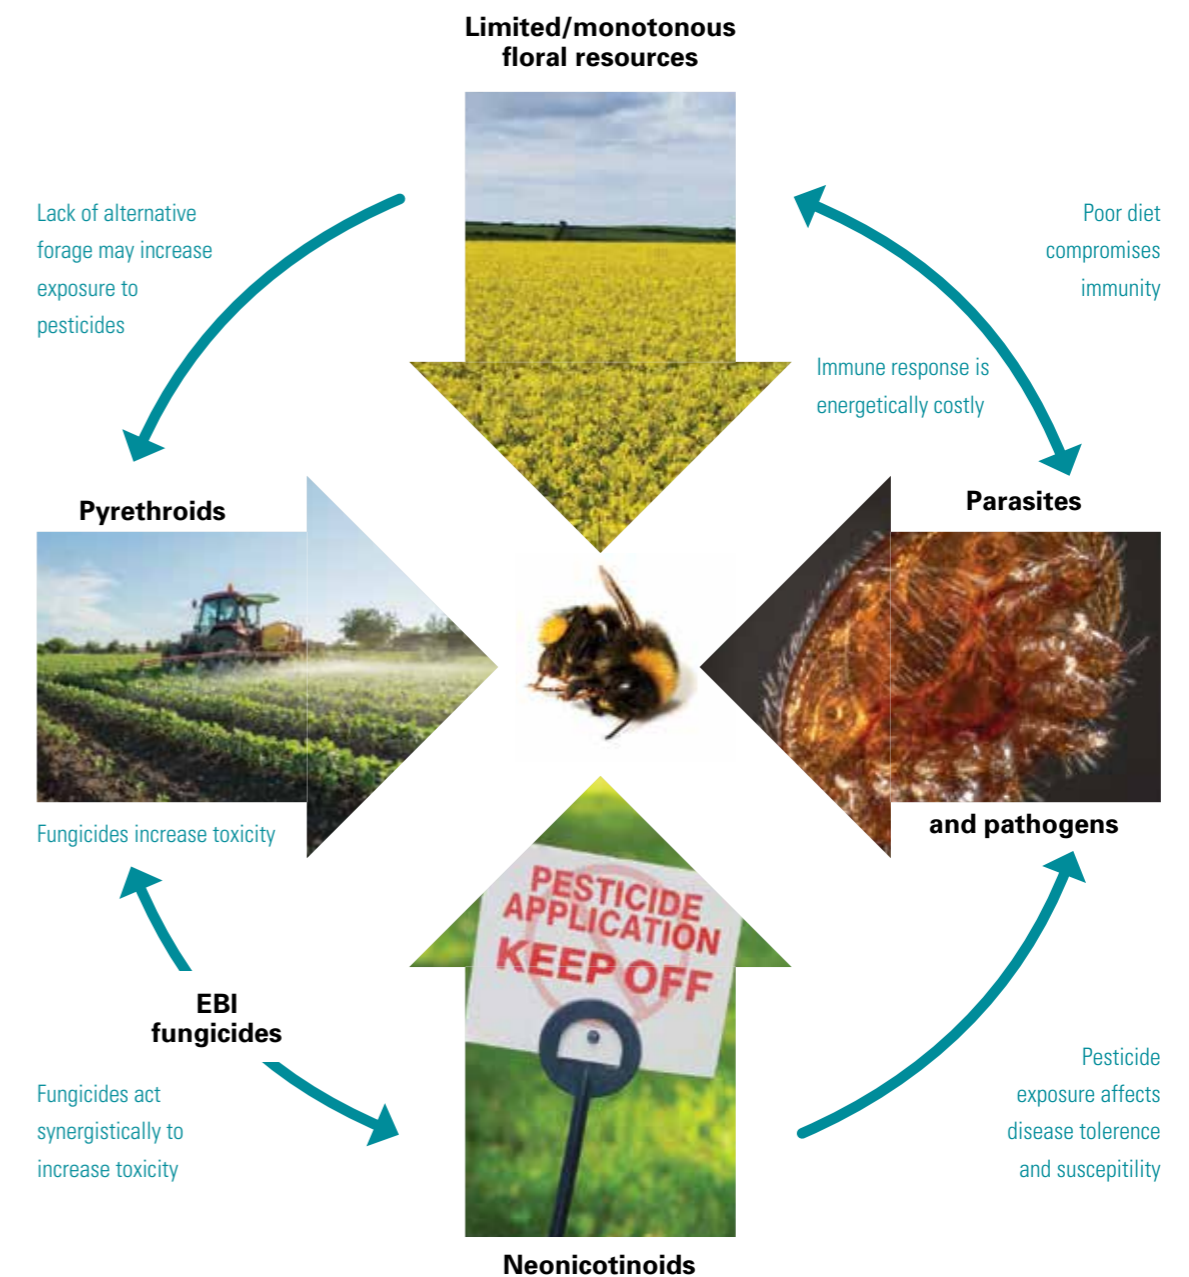 Limited/monotonous
floral resources
Lack of alternative
forage may increase
exposure to
pesticides
Poor diet
compromises
immunity
Immune response is
energetically costly
Pyrethroids
Parasites
and pathogens
Fungicides increase toxicity
PESTICIDE
APPLICATION
KEEP OFF
EBI
fungicides
Fungicides act
synergistically to
increase toxicity
Pesticide
exposure affects
disease tolerence
and suscepitility
Neonicotinoids